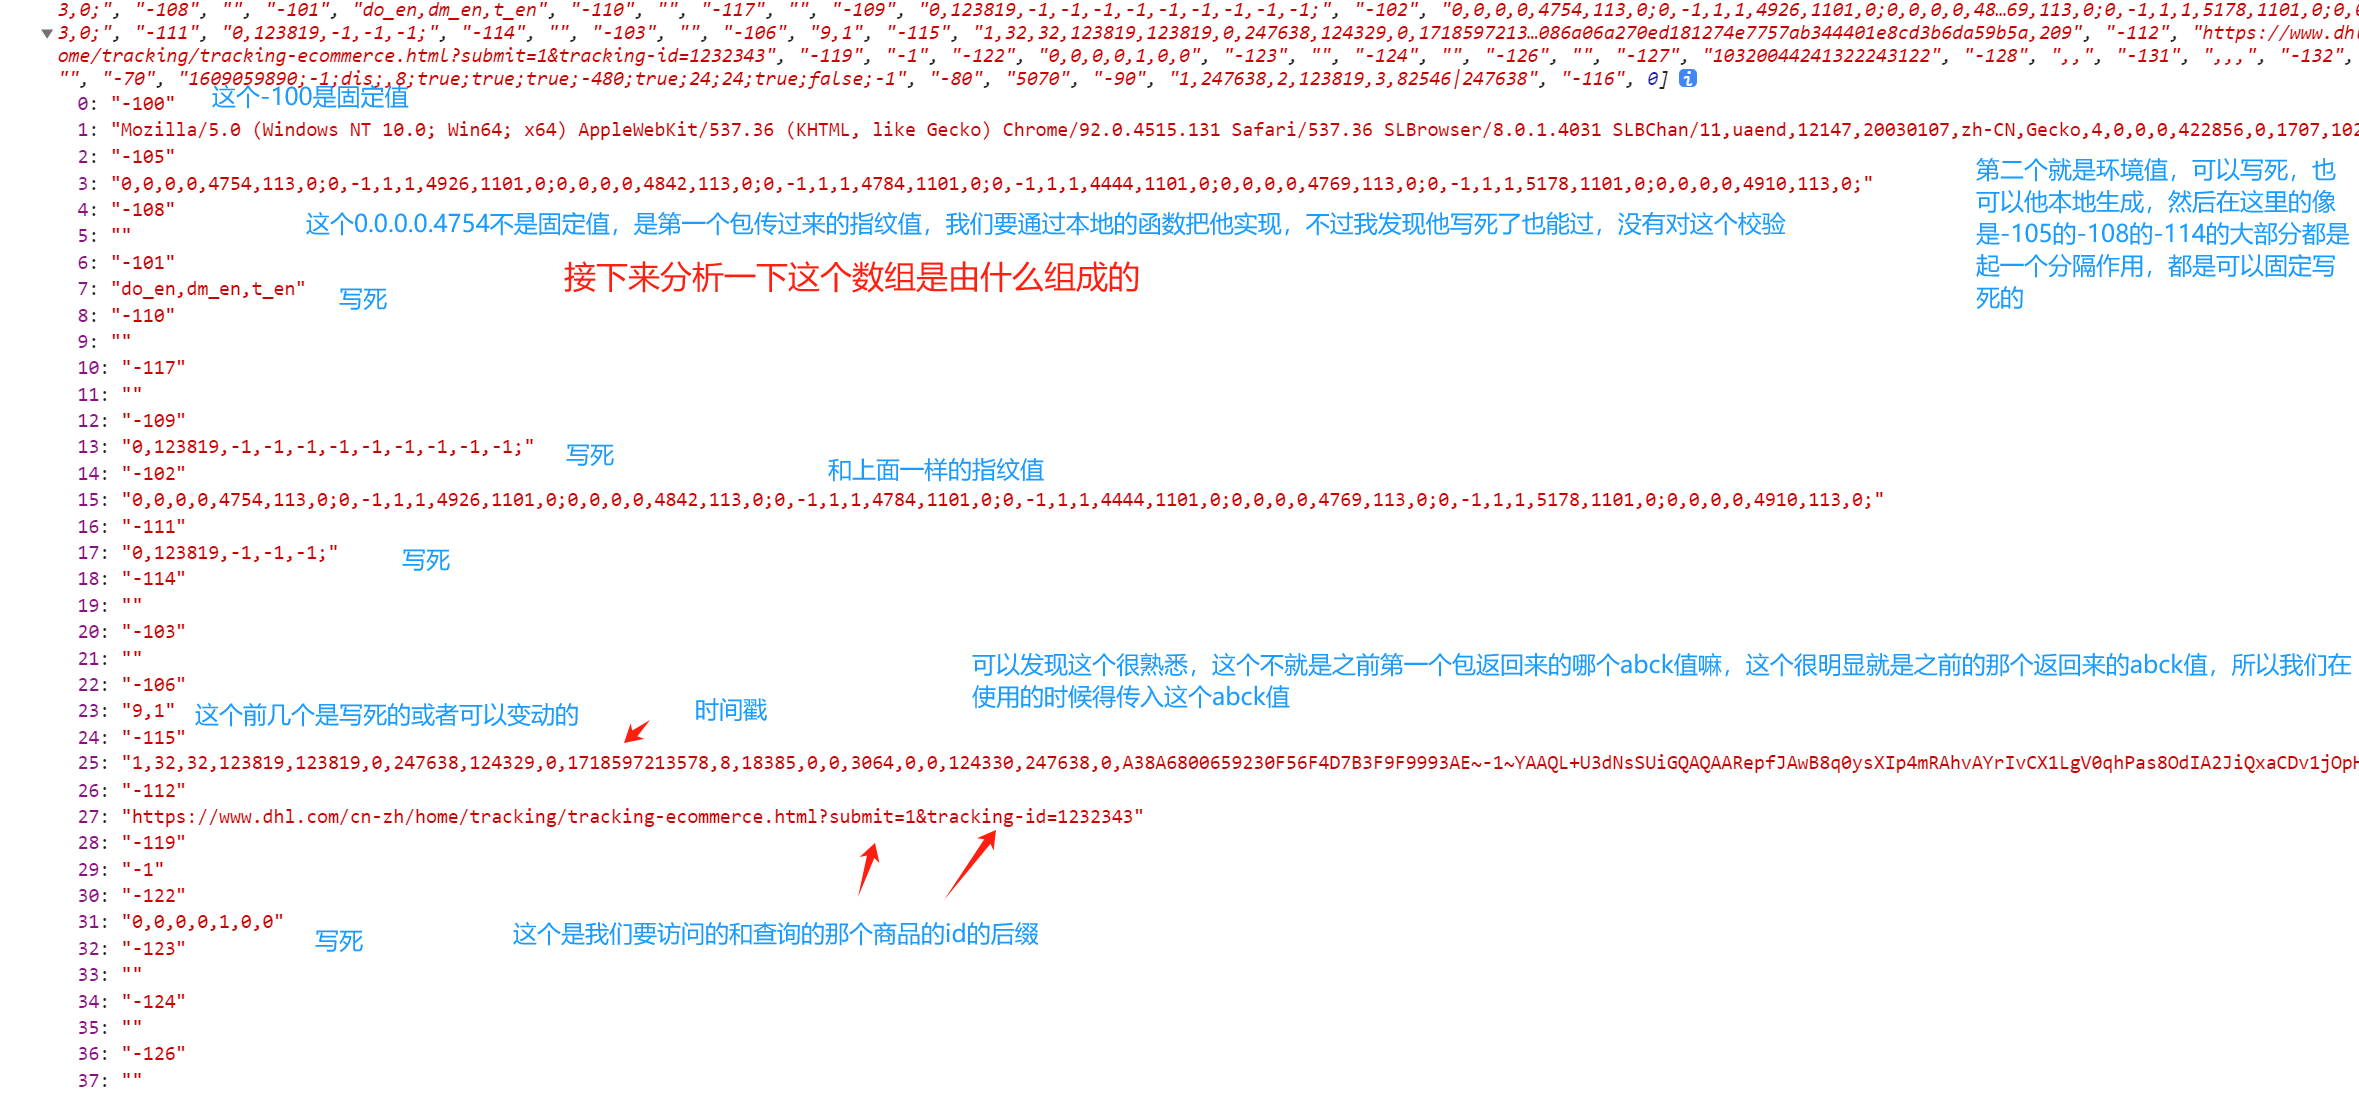 3,0;", "-108", "", "-101", "do_en,dm_en,t_en", "-110", "", "-117", "", "-109", "0,123819,-1,-1,-1,-1,-1,-1,-1,-1,-1;", "-102", "0,0,0,0,4754,113,0;0,-1,1,1,4926,1101,0;0,0,0,0,48…69,113,0;0,-1,1,1,5178,1101,0;0,0
3,0;", "-111", "0,123819,-1,-1,-1;", "-114", "", "-103", "", "-106", "9,1", "-115", "1,32,32,123819,123819,0,247638,124329,0,1718597213…086a06a270ed181274e7757ab344401e8cd3b6da59b5a,209", "-112", "https://www.dhl
ome/tracking/tracking-ecommerce.html?submit=1&tracking-id=1232343", "-119", "-1", "-122", "0,0,0,0,1,0,0", "-123", "", "-124", "", "-126", "", "-127", "10320044241322243122", "-128", ",,", "-131", ",,,", "-132",
"", "-70", "1609059890;-1;dis;,8;true;true;true;-480;true;24;24;true;false;-1", "-80", "5070", "-90", "1,247638,2,123819,3,82546|247638", "-116", 0]
0: "-100" 这个-100是固定值
1: "Mozilla/5.0 (Windows NT 10.0; Win64; x64) AppleWebKit/537.36 (KHTML, like Gecko) Chrome/92.0.4515.131 Safari/537.36 SLBrowser/8.0.1.4031 SLBChan/11,uaend,12147,20030107,zh-CN,Gecko,4,0,0,0,422856,0,1707,102
2: "-105"
3: "0,0,0,0,4754,113,0;0,-1,1,1,4926,1101,0;0,0,0,0,4842,113,0;0,-1,1,1,4784,1101,0;0,-1,1,1,4444,1101,0;0,0,0,0,4769,113,0;0,-1,1,1,5178,1101,0;0,0,0,0,4910,113,0;"
第二个就是环境值，可以写死，也
可以他本地生成，然后在这里的像
是-105的-108的-114的大部分都是
起一个分隔作用，都是可以固定写
死的
4: "-108"
这个0.0.0.0.4754不是固定值，是第一个包传过来的指纹值，我们要通过本地的函数把他实现，不过我发现他写死了也能过，没有对这个校验
5: ""
6: "-101"
接下来分析一下这个数组是由什么组成的
7: "do_en,dm_en,t_en" 写死
8: "-110"
9: ""
10: "-117"
11: ""
12: "-109"
13: "0,123819,-1,-1,-1,-1,-1,-1,-1,-1,-1;" 写死
14: "-102" 和上面一样的指纹值
15: "0,0,0,0,4754,113,0;0,-1,1,1,4926,1101,0;0,0,0,0,4842,113,0;0,-1,1,1,4784,1101,0;0,-1,1,1,4444,1101,0;0,0,0,0,4769,113,0;0,-1,1,1,5178,1101,0;0,0,0,0,4910,113,0;"
16: "-111"
17: "0,123819,-1,-1,-1;" 写死
18: "-114"
19: ""
20: "-103"
21: ""
可以发现这个很熟悉，这个不就是之前第一个包返回来的哪个abck值嘛，这个很明显就是之前的那个返回来的abck值，所以我们在
使用的时候得传入这个abck值
22: "-106"
23: "9,1" 这个前几个是写死的或者可以变动的 时间戳
24: "-115"
25: "1,32,32,123819,123819,0,247638,124329,0,1718597213578,8,18385,0,0,3064,0,0,124330,247638,0,A38A6800659230F56F4D7B3F9F9993AE~-1~YAAQL+U3dNsSUiGQAQAARepfJAwB8q0ysXIp4mRAhvAYrIvCX1LgV0qhPas8OdIA2JiQxaCDv1jOpH
26: "-112"
27: "https://www.dhl.com/cn-zh/home/tracking/tracking-ecommerce.html?submit=1&tracking-id=1232343"
28: "-119"
29: "-1"
30: "-122"
31: "0,0,0,0,1,0,0" 写死
这个是我们要访问的和查询的那个商品的id的后缀
32: "-123"
33: ""
34: "-124"
35: ""
36: "-126"
37: ""